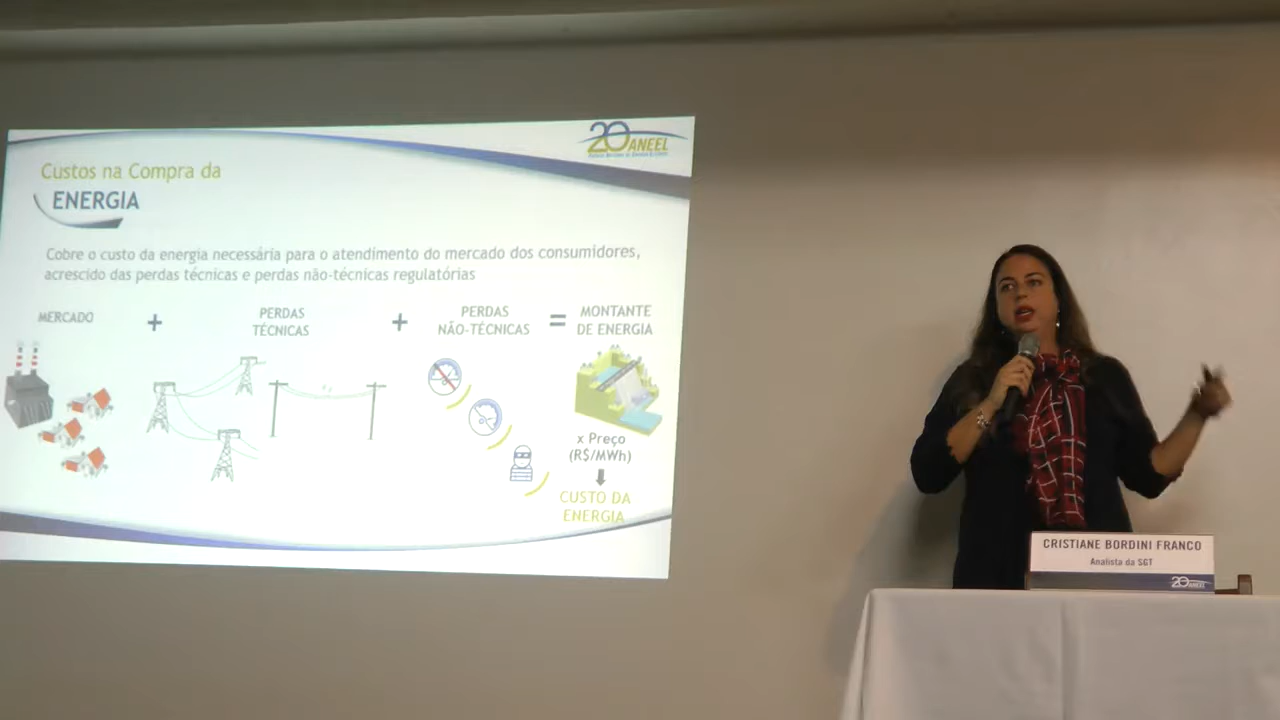 20 ANEEL
Custos na Compra da
ENERGIA
Cobre o custo da energia necessária para o atendimento do mercado dos consumidores,
acrescido das perdas técnicas e perdas não-técnicas regulatórias
MERCADO
+
PERDAS
TÉCNICAS
+
PERDAS
NÃO-TÉCNICAS
=
MONTANTE
DE ENERGIA
x Preço
(R$/MWh)
CUSTO DA
ENERGIA
CRISTIANE BORDINI FRANCO
Analista da SGT
20 ANEEL